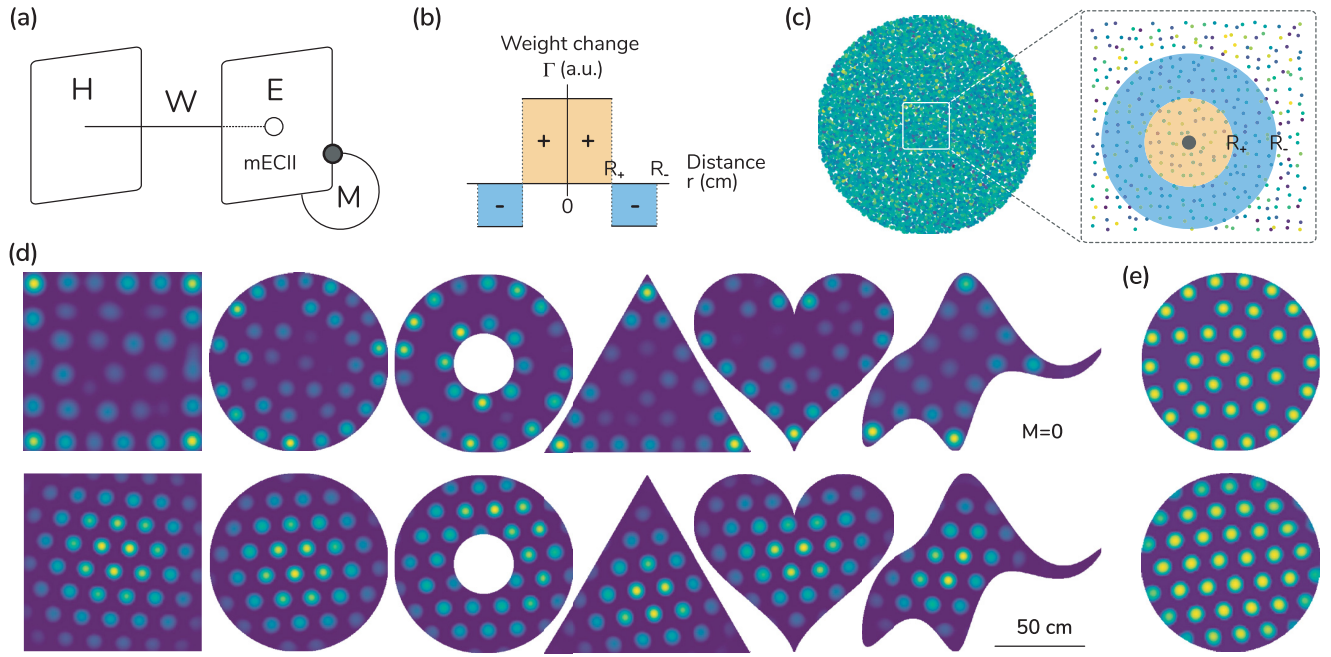 (a)
H
W
E
mECII
M
(b)
Weight change
Γ (a.u.)
+ +
R₊ R₋
- -
0
Distance
r (cm)
(c)
R₊ R₋
(d)
M=0
50 cm
(e)